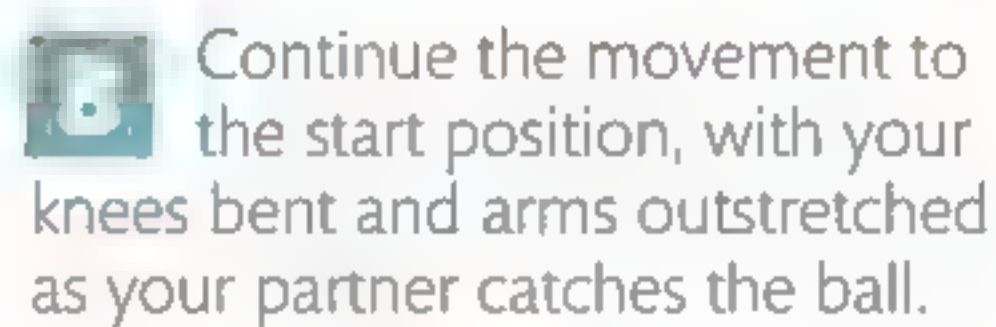 Continue the movement to
the start position, with your
knees bent and arms outstretched
as your partner catches the ball.